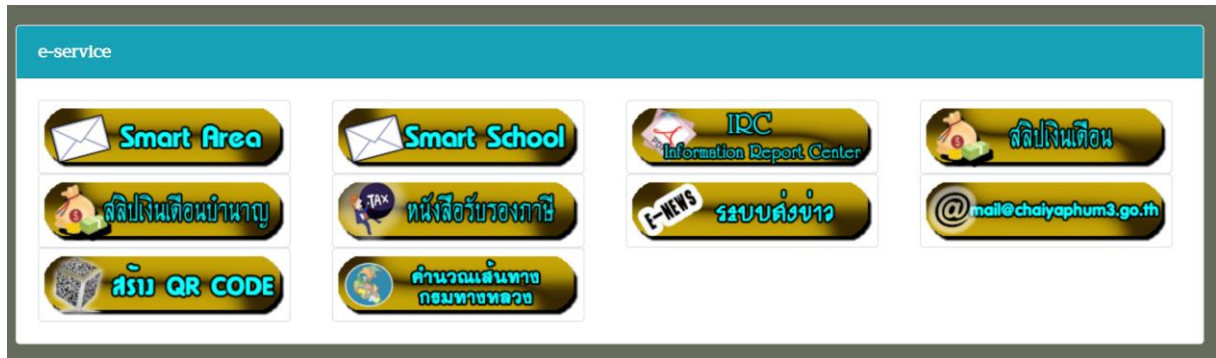 e-service
Smart Area
Smart School
PDF
IRC
Information Report Center
สลิปเงินเดือน
สลิปเงินเดือนบำนาญ
TAX
หนังสือรับรองภาษี
E-NEWS
ระบบส่งข่าว
@mail@chaiyaphum3.go.th
สร้าง QR CODE
คำนวณเส้นทาง
กรมทางหลวง